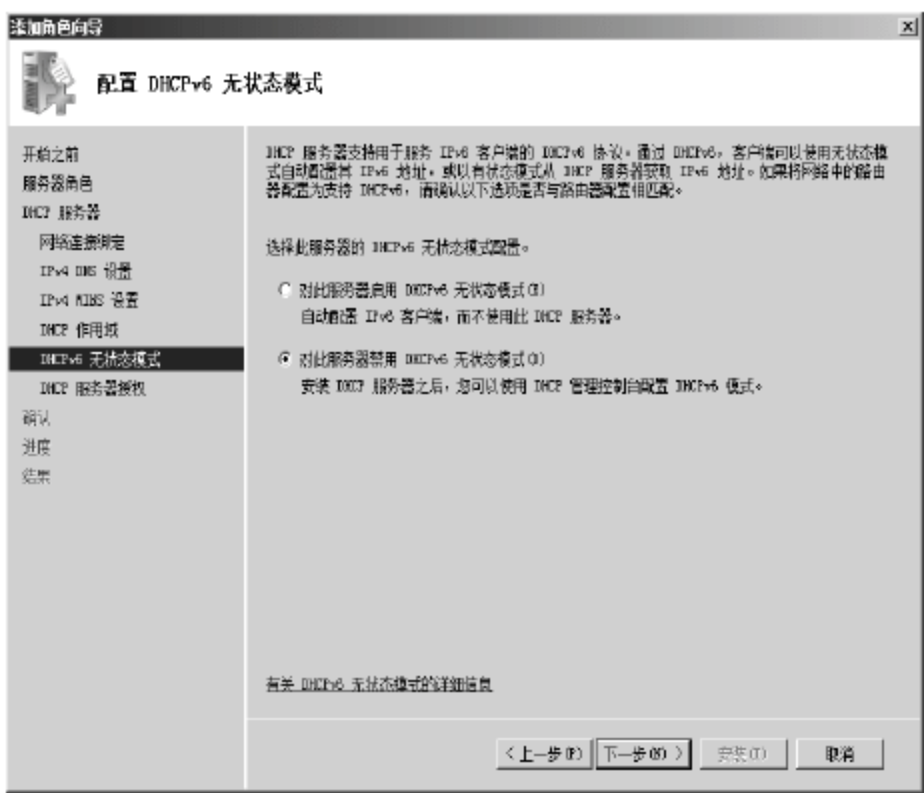 添加角色向导
配置 DHCPv6 无状态模式
开始之前
服务器角色
DHCP 服务器
网络连接绑定
IPv4 DNS 设置
IPv4 WINS 设置
DHCP 作用域
DHCPv6 无状态模式
DHCP 服务器授权
确认
进度
结果
DHCP 服务器支持用于服务 IPv6 客户端的 DHCPv6 协议。通过 DHCPv6，客户端可以使用无状态模
式自动配置其 IPv6 地址，或以有状态模式从 DHCP 服务器获取 IPv6 地址。如果将网络中的路由
器配置为支持 DHCPv6，请确认以下选项是否与路由器配置相匹配。
选择此服务器的 DHCPv6 无状态模式配置。
对此服务器启用 DHCPv6 无状态模式(E)
自动配置 IPv6 客户端，而不使用此 DHCP 服务器。
对此服务器禁用 DHCPv6 无状态模式(D)
安装 DHCP 服务器之后，您可以使用 DHCP 管理控制台配置 DHCPv6 模式。
有关 DHCPv6 无状态模式的详细信息
< 上一步(P)
下一步(N) >
安装(I)
取消